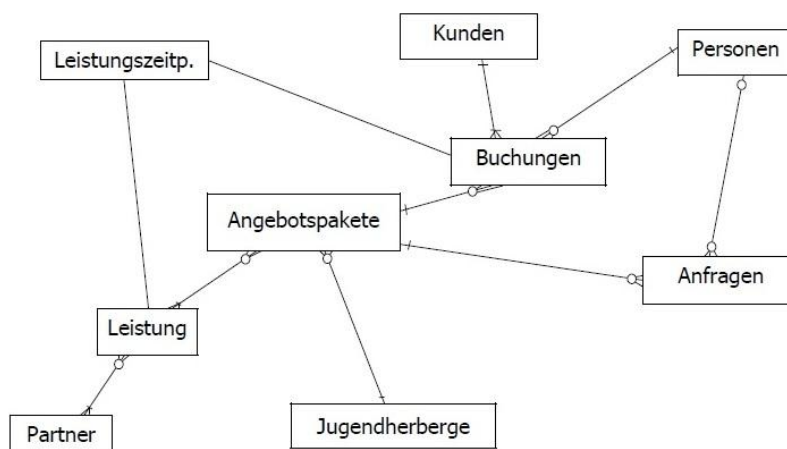 Kunden
Personen
Leistungszeitp.
Buchungen
Angebotspakete
Anfragen
Leistung
Jugendherberge
Partner